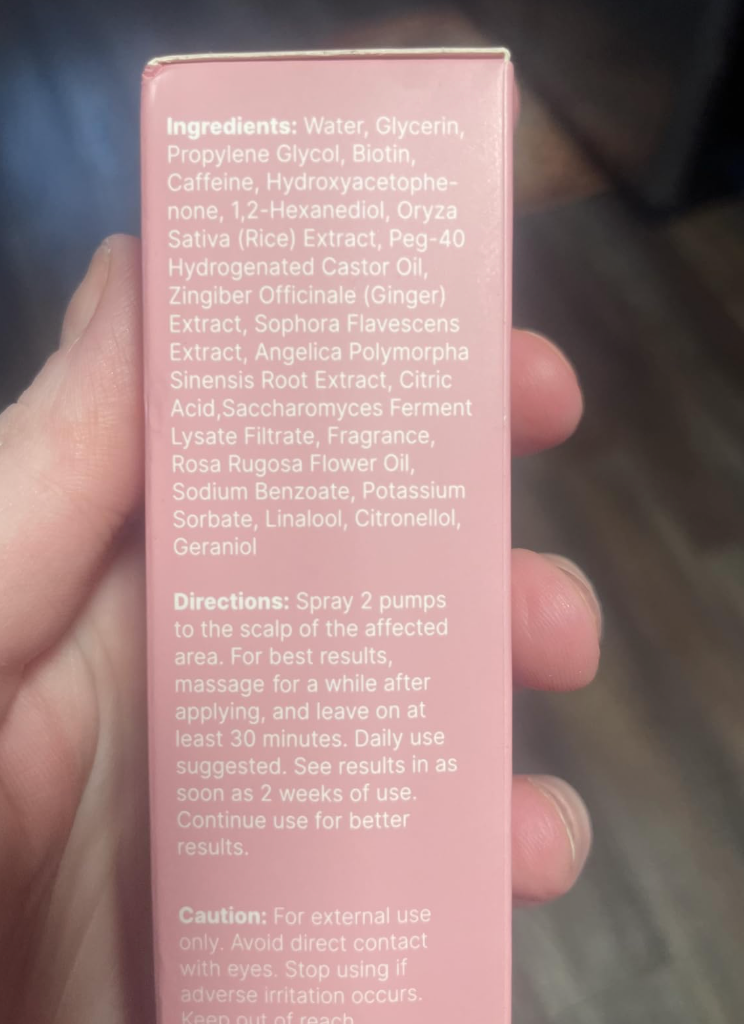 Ingredients: Water, Glycerin,
Propylene Glycol, Biotin,
Caffeine, Hydroxyacetophe-
none, 1,2-Hexanediol, Oryza
Sativa (Rice) Extract, Peg-40
Hydrogenated Castor Oil,
Zingiber Officinale (Ginger)
Extract, Sophora Flavescens
Extract, Angelica Polymorpha
Sinensis Root Extract, Citric
Acid,Saccharomyces Ferment
Lysate Filtrate, Fragrance,
Rosa Rugosa Flower Oil,
Sodium Benzoate, Potassium
Sorbate, Linalool, Citronellol,
Geraniol
Directions: Spray 2 pumps
to the scalp of the affected
area. For best results,
massage for a while after
applying, and leave on at
least 30 minutes. Daily use
suggested. See results in as
soon as 2 weeks of use.
Continue use for better
results.
Caution: For external use
only. Avoid direct contact
with eyes. Stop using if
adverse irritation occurs.
Keep out of reach